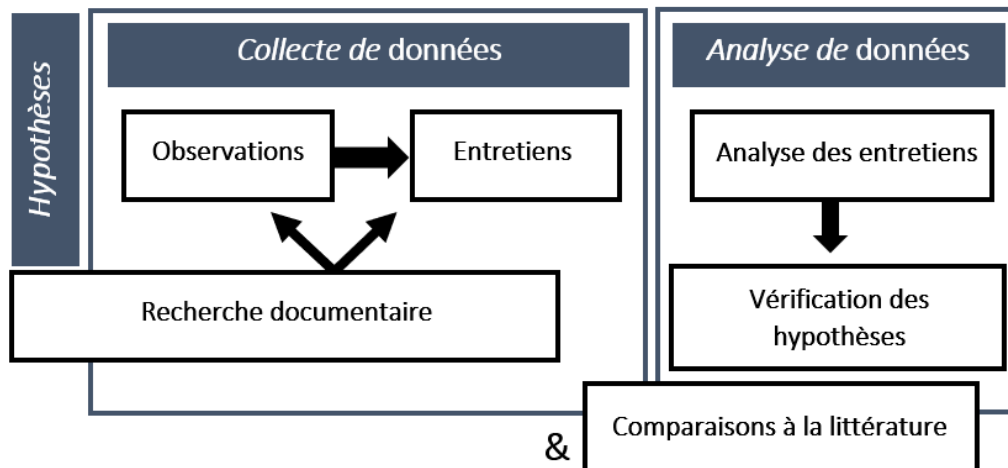 Hypothèses
Collecte de données
Observations
Entretiens
Recherche documentaire
Analyse de données
Analyse des entretiens
Vérification des
hypothèses
&
Comparaisons à la littérature